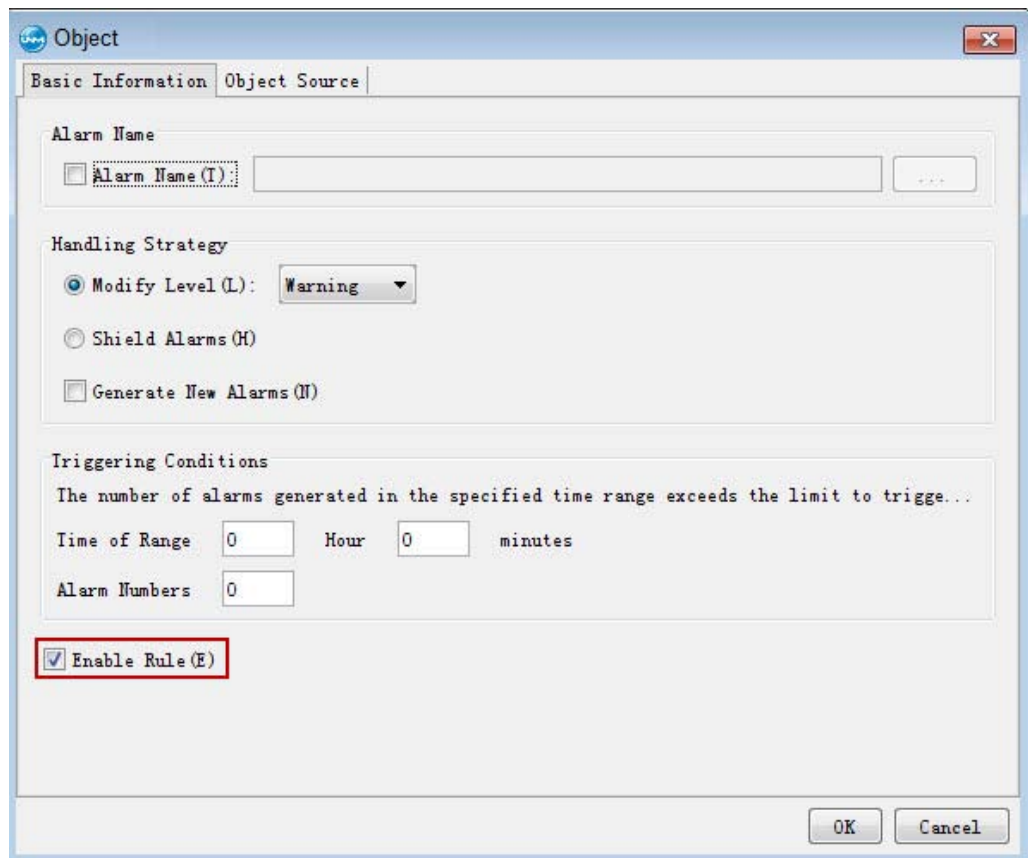 Object
Basic Information Object Source
Alarm Name
Alarm Name(T): ...
Handling Strategy
Modify Level(L): Warning
Shield Alarms(H)
Generate New Alarms(N)
Triggering Conditions
The number of alarms generated in the specified time range exceeds the limit to trigge...
Time of Range 0 Hour 0 minutes
Alarm Numbers 0
Enable Rule(E)
OK Cancel